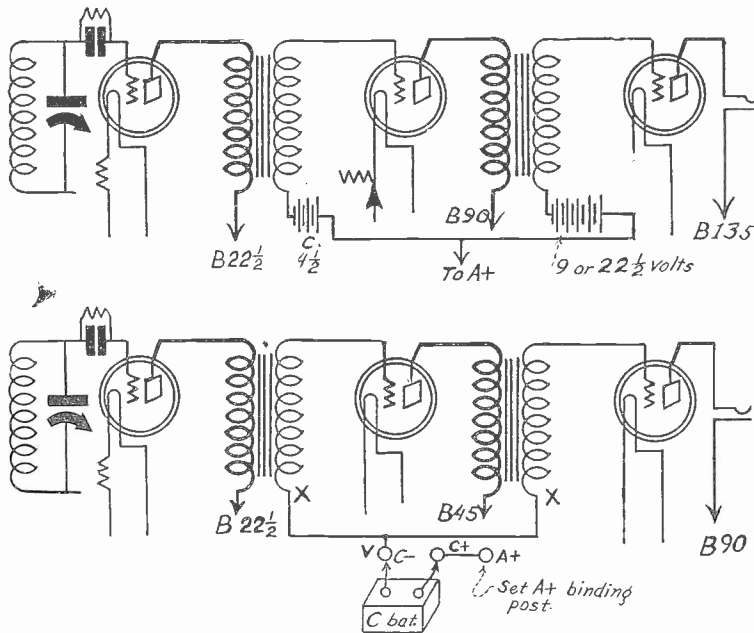 B22½
C
4½
B90
To A+
9 or 22½ volts
B135
X
X
B 22½
B45
B90
V C- C+ A+
Set A+ binding
post.
C bat.